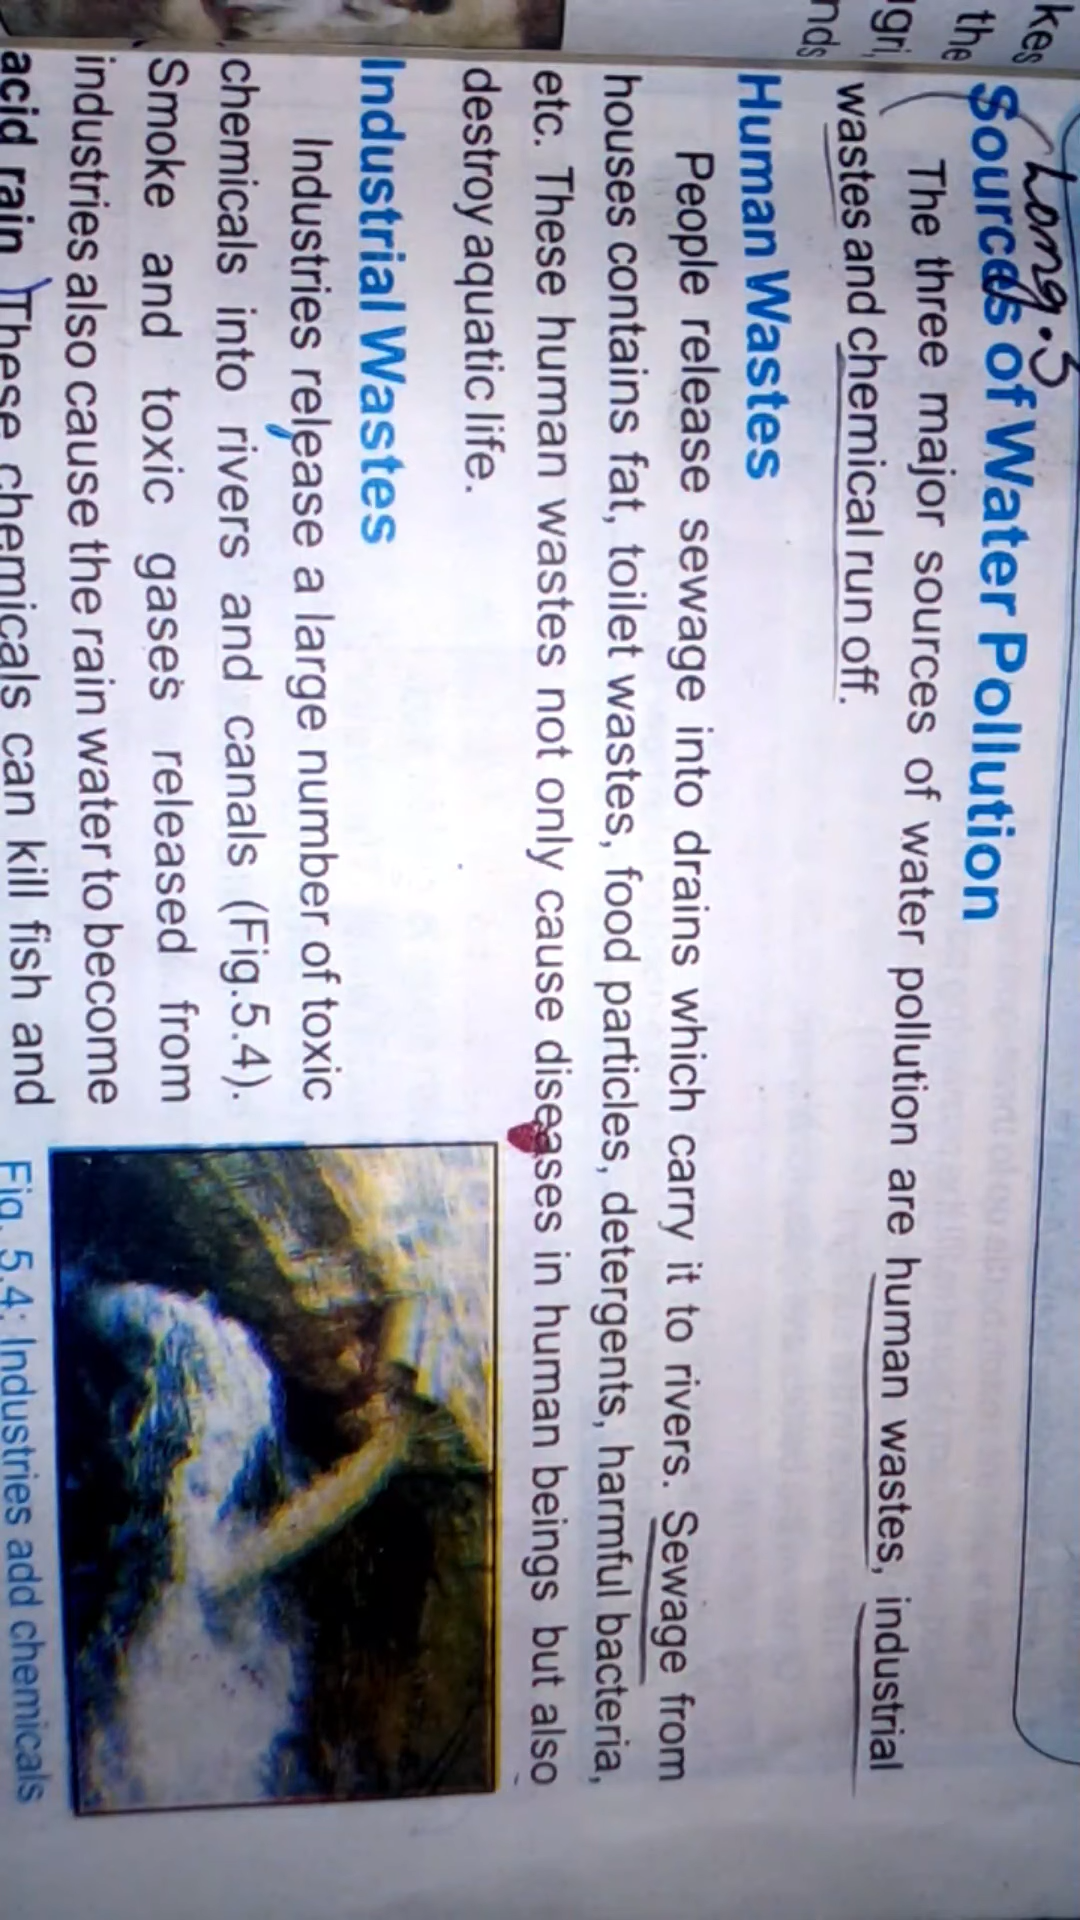 kes
the
gri,
nds
Long.3
Sources of Water Pollution
The three major sources of water pollution are human wastes, industrial
wastes and chemical run off.
Human Wastes
People release sewage into drains which carry it to rivers. Sewage from
houses contains fat, toilet wastes, food particles, detergents, harmful bacteria,
etc. These human wastes not only cause diseases in human beings but also
destroy aquatic life.
Industrial Wastes
Industries release a large number of toxic
chemicals into rivers and canals (Fig.5.4).
Smoke and toxic gases released from
industries also cause the rain water to become
acid rain. These chemicals can kill fish and
Fig. 5.4: Industries add chemicals